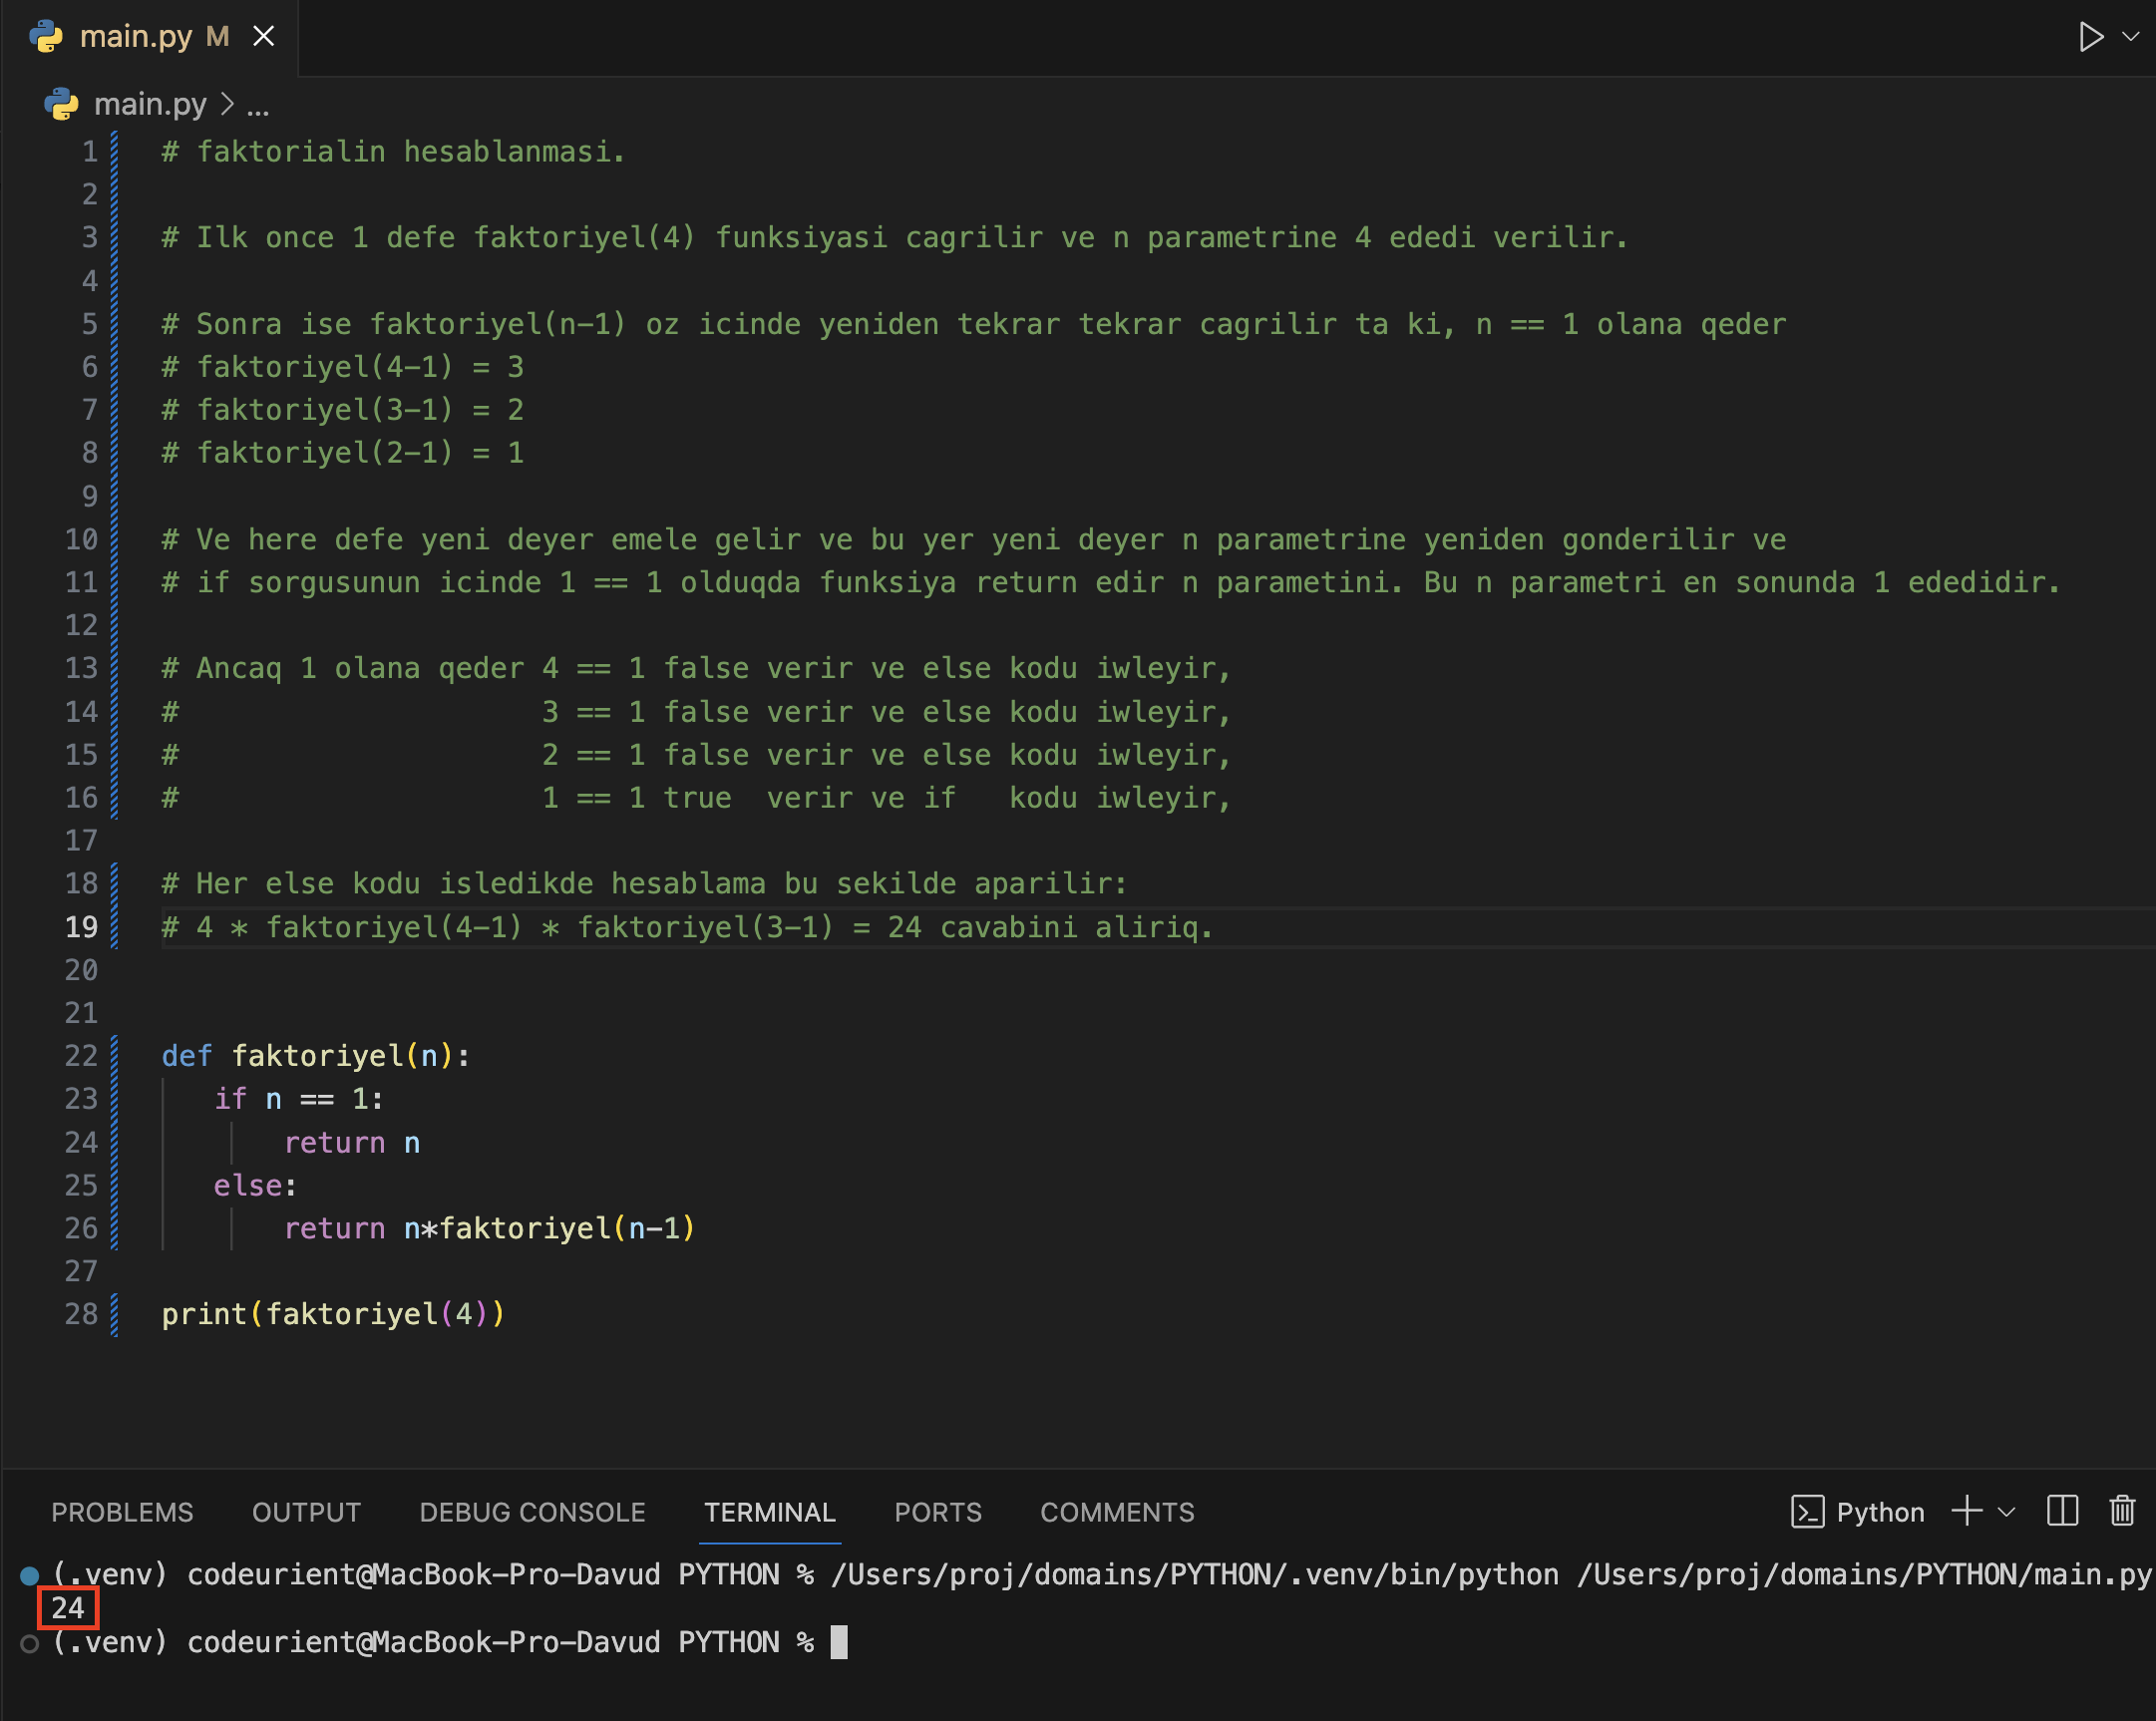 main.py M
main.py > ...
1 # faktorialin hesablanmasi.
2
3 # Ilk once 1 defe faktoriyel(4) funksiyasi cagrilir ve n parametrine 4 ededi verilir.
4
5 # Sonra ise faktoriyel(n-1) oz icinde yeniden tekrar tekrar cagrilir ta ki, n == 1 olana qeder
6 # faktoriyel(4-1) = 3
7 # faktoriyel(3-1) = 2
8 # faktoriyel(2-1) = 1
9
10 # Ve here defe yeni deyer emele gelir ve bu yer yeni deyer n parametrine yeniden gonderilir ve
11 # if sorgusunun icinde 1 == 1 olduqda funksiya return edir n parametini. Bu n parametri en sonunda 1 ededidir.
12
13 # Ancaq 1 olana qeder 4 == 1 false verir ve else kodu iwleyir,
14 #                     3 == 1 false verir ve else kodu iwleyir,
15 #                     2 == 1 false verir ve else kodu iwleyir,
16 #                     1 == 1 true  verir ve if   kodu iwleyir,
17
18 # Her else kodu isledikde hesablama bu sekilde aparilir:
19 # 4 * faktoriyel(4-1) * faktoriyel(3-1) = 24 cavabini aliriq.
20
21
22 def faktoriyel(n):
23    if n == 1:
24        return n
25    else:
26        return n*faktoriyel(n-1)
27
28 print(faktoriyel(4))
PROBLEMS OUTPUT DEBUG CONSOLE TERMINAL PORTS COMMENTS Python
(.venv) codeurient@MacBook-Pro-Davud PYTHON % /Users/proj/domains/PYTHON/.venv/bin/python /Users/proj/domains/PYTHON/main.py
24
(.venv) codeurient@MacBook-Pro-Davud PYTHON %